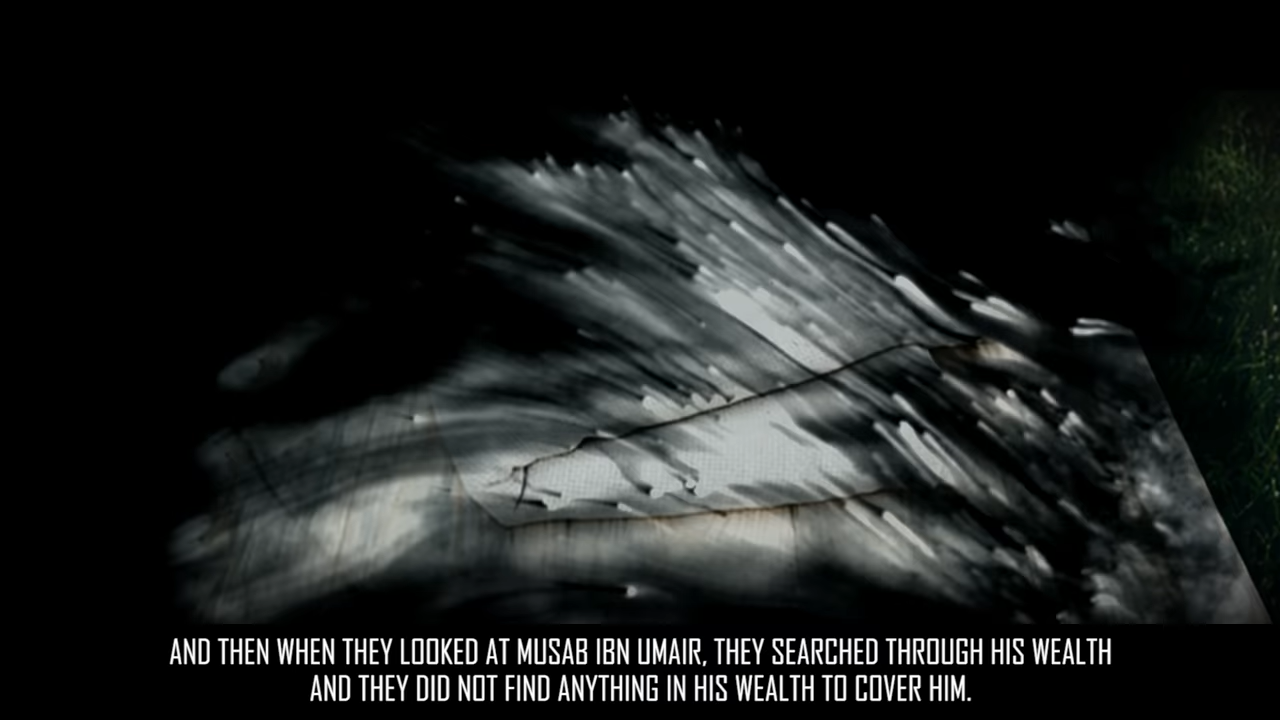 AND THEN WHEN THEY LOOKED AT MUSAB IBN UMAIR, THEY SEARCHED THROUGH HIS WEALTH
AND THEY DID NOT FIND ANYTHING IN HIS WEALTH TO COVER HIM.